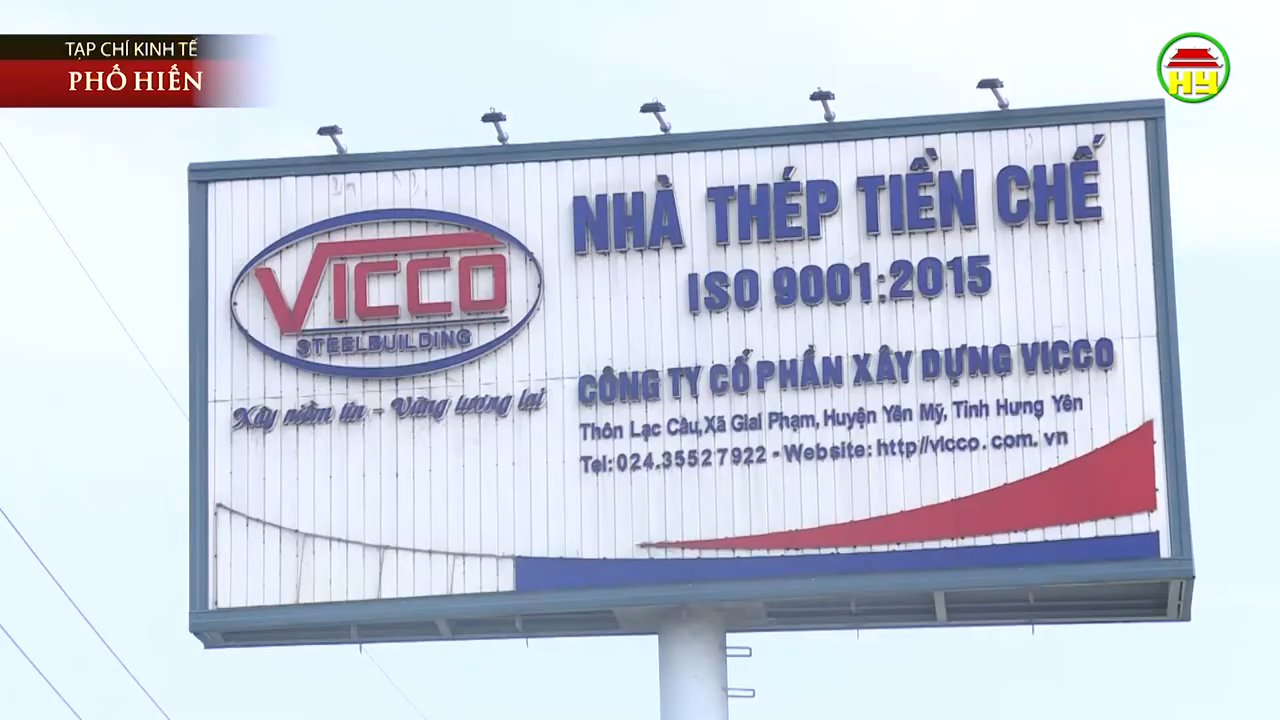 TẠP CHÍ KINH TẾ
PHỐ HIẾN
HY
VICCO
STEELBUILDING
Xây niềm tin - Vững tương lai
NHÀ THÉP TIỀN CHẾ
ISO 9001:2015
CÔNG TY CỔ PHẦN XÂY DỰNG VICCO
Thôn Lạc Cầu, Xã Giai Phạm, Huyện Yên Mỹ, Tỉnh Hưng Yên
Tel: 024.35527922 - Website: http//vicco.com.vn